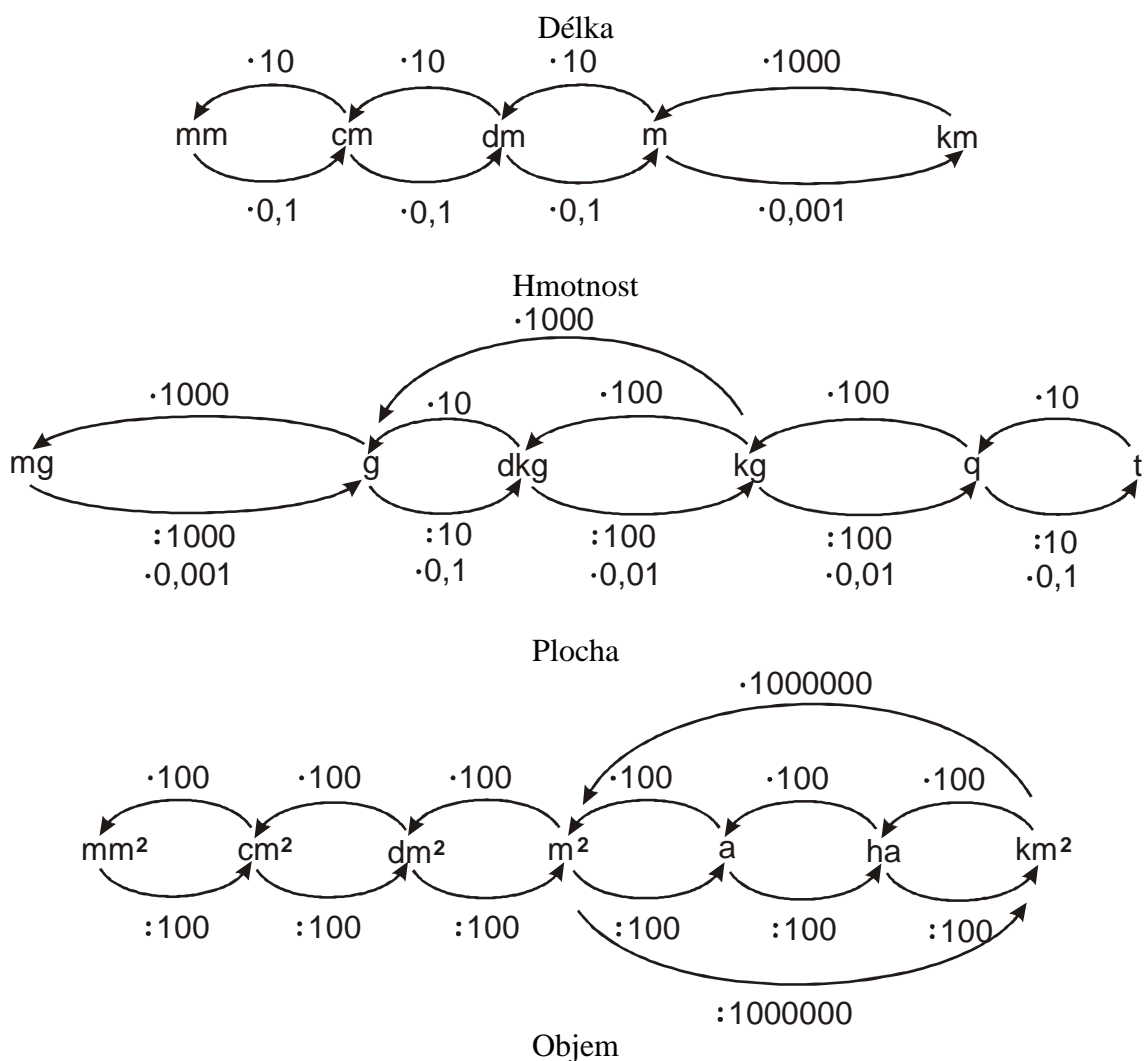 Délka
·10 ·10 ·10 ·1000
mm cm dm m km
·0,1 ·0,1 ·0,1 ·0,001
Hmotnost
·1000
·1000 ·10 ·100 ·100 ·10
mg g dkg kg q t
:1000 :10 :100 :100 :10
·0,001 ·0,1 ·0,01 ·0,01 ·0,1
Plocha
·1000000
·100 ·100 ·100 ·100 ·100 ·100
mm² cm² dm² m² a ha km²
:100 :100 :100 :100 :100 :100
:1000000
Objem